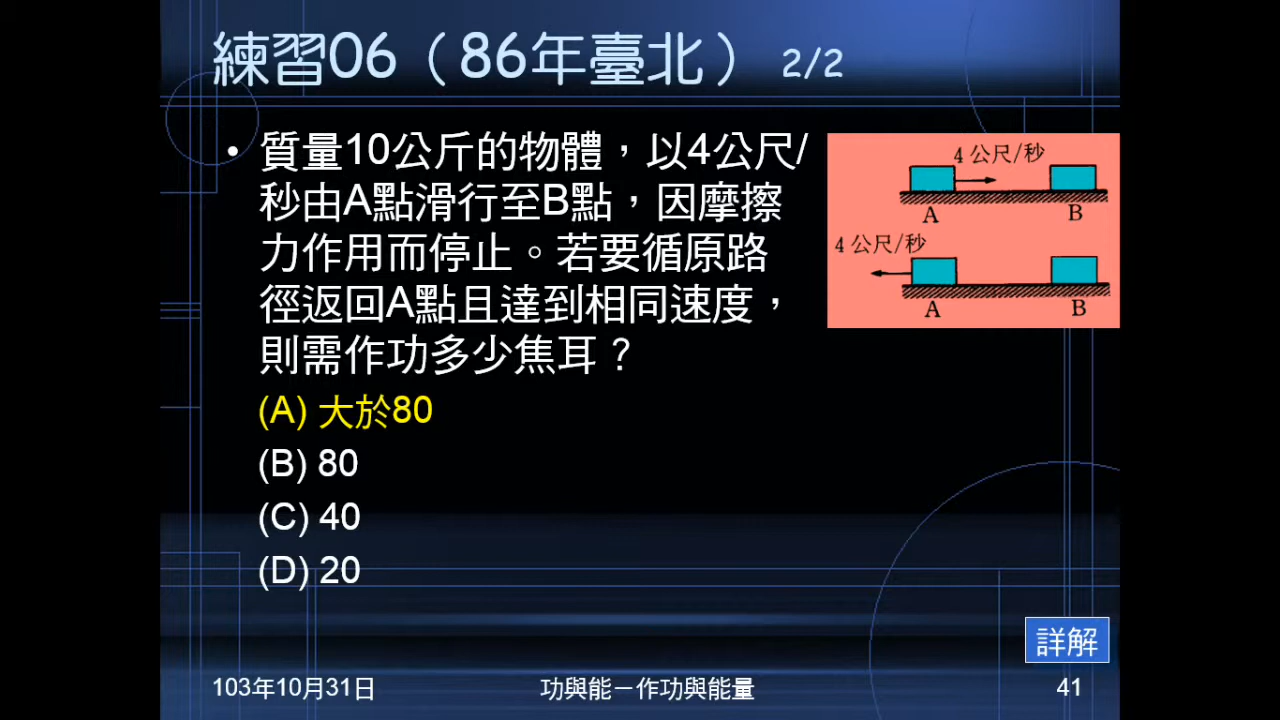 練習06（86年臺北） 2/2
• 質量10公斤的物體，以4公尺/
秒由A點滑行至B點，因摩擦
力作用而停止。若要循原路
徑返回A點且達到相同速度，
則需作功多少焦耳？
(A) 大於80
(B) 80
(C) 40
(D) 20
4 公尺/秒
A B
4 公尺/秒
A B
詳解
103年10月31日 功與能－作功與能量 41